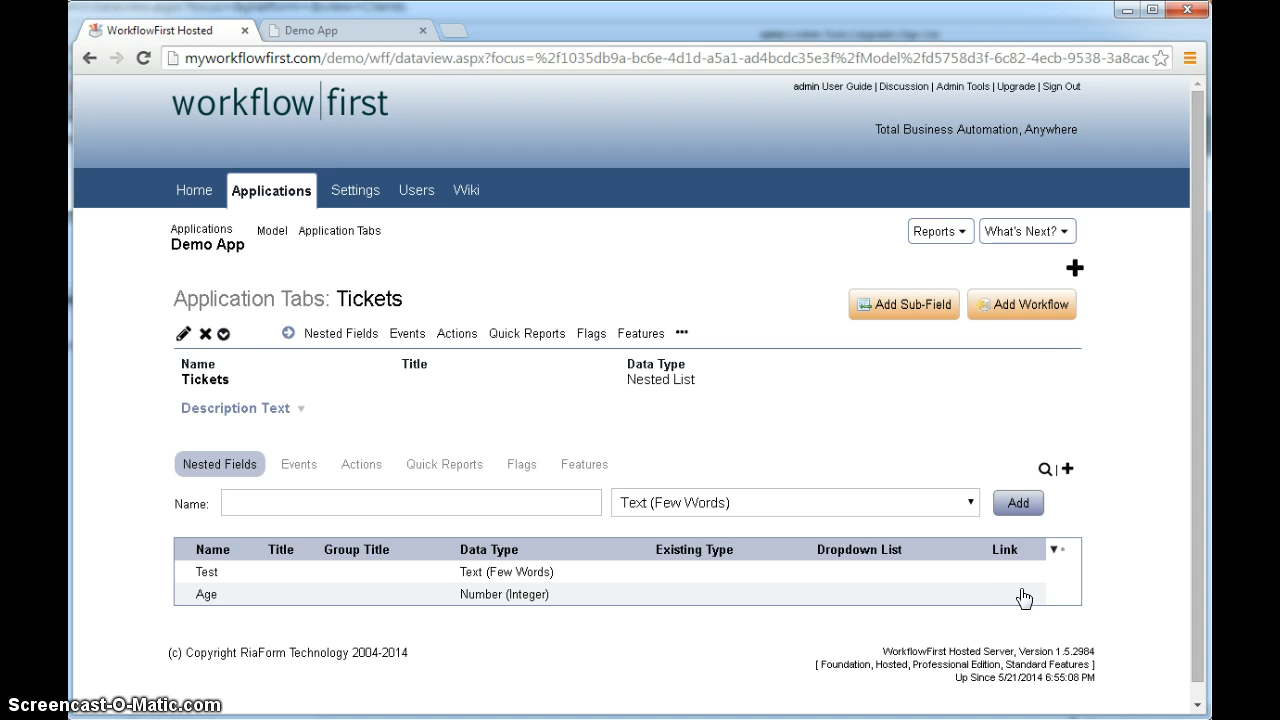 WorkflowFirst Hosted
Demo App
myworkflowfirst.com/demo/wff/dataview.aspx?focus=%2f1035db9a-bc6e-4d1d-a5a1-ad4bcdc35e3f%2fModel%2fd5758d3f-6c82-4ecb-9538-3a8cac
workflow|first
admin User Guide | Discussion | Admin Tools | Upgrade | Sign Out
Total Business Automation, Anywhere
Home Applications Settings Users Wiki
Applications Model Application Tabs
Demo App
Reports What's Next?
Application Tabs: Tickets
Add Sub-Field Add Workflow
Nested Fields Events Actions Quick Reports Flags Features •••
Name Title Data Type
Tickets Nested List
Description Text
Nested Fields Events Actions Quick Reports Flags Features
Name: Text (Few Words) Add
Name Title Group Title Data Type Existing Type Dropdown List Link
Test Text (Few Words)
Age Number (Integer)
(c) Copyright RiaForm Technology 2004-2014
WorkflowFirst Hosted Server, Version 1.5.2984
[ Foundation, Hosted, Professional Edition, Standard Features ]
Up Since 5/21/2014 6:55:08 PM
Screencast-O-Matic.com